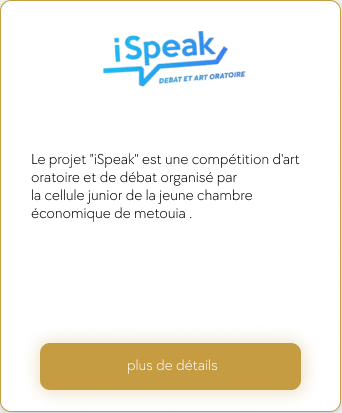 iSpeak
DEBAT ET ART ORATOIRE
Le projet "iSpeak" est une compétition d'art
oratoire et de débat organisé par
la cellule junior de la jeune chambre
économique de metouia .
plus de détails